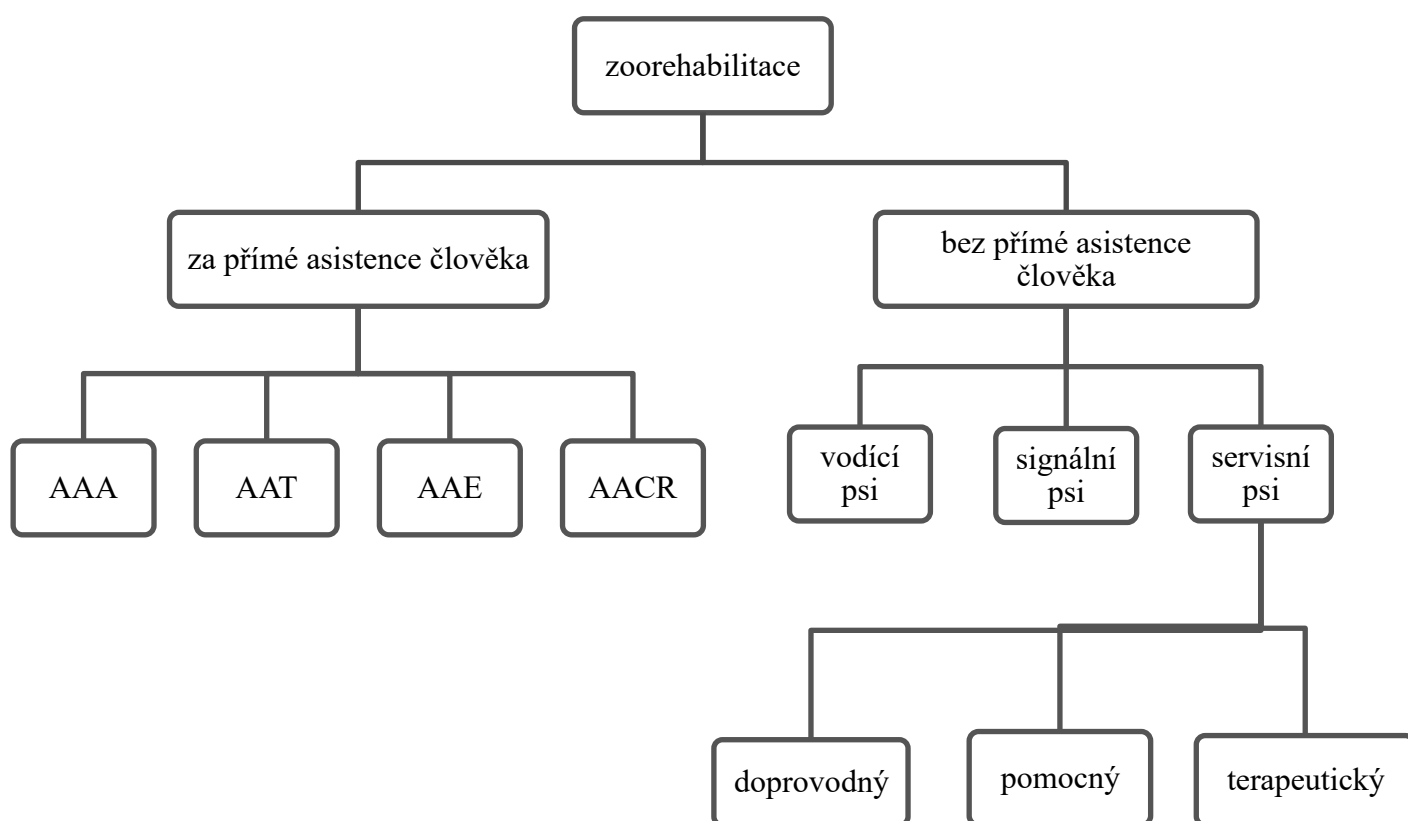 zoorehabilitace
za přímé asistence člověka
bez přímé asistence
člověka
AAA
AAT
AAE
AACR
vodící
psi
signální
psi
servisní
psi
doprovodný
pomocný
terapeutický